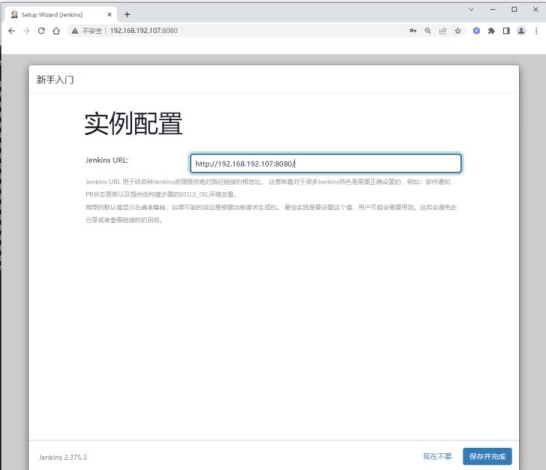 Setup Wizard [Jenkins]
不安全 | 192.168.192.107:8080
新手入门
实例配置
Jenkins URL:
http://192.168.192.107:8080/
Jenkins URL 用于给各种Jenkins资源提供绝对路径链接的根地址。 这意味着对于很多Jenkins特色是需要正确设置的，例如：邮件通知、
PR状态更新以及提供给构建步骤的BUILD_URL环境变量。
推荐的默认值显示在尚未保存，如果可能的话这是根据当前请求生成的。 最佳实践是要设置这个值，用户可能会需要用到。这将会避免在
分享或者查看链接时的困惑。
Jenkins 2.375.3
现在不要
保存并完成